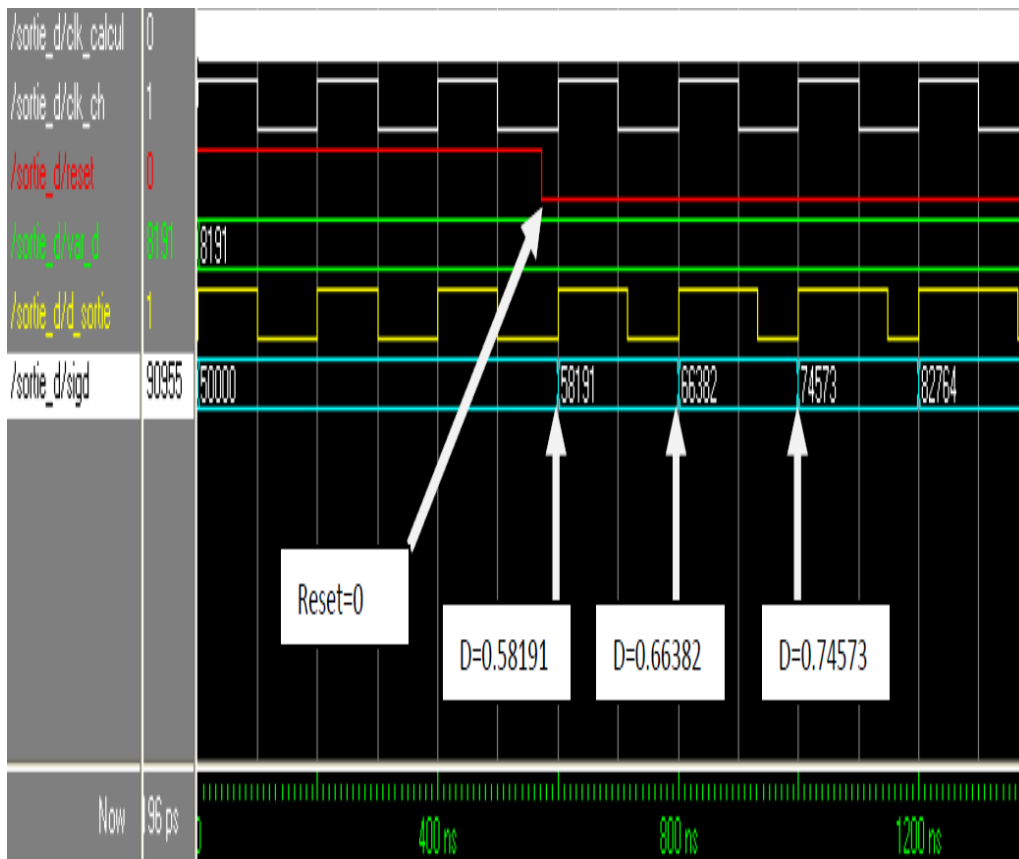 /sortie_d/clk_calcul 0
/sortie_d/clk_ch 1
/sortie_d/reset 0
/sortie_d/var_d 8191 8191
/sortie_d/d_sortie 1
/sortie_d/sigd 90955 50000 58191 66382 74573 82764
Reset=0
D=0.58191 D=0.66382 D=0.74573
Now 196 ps
0 400 ns 800 ns 1200 ns